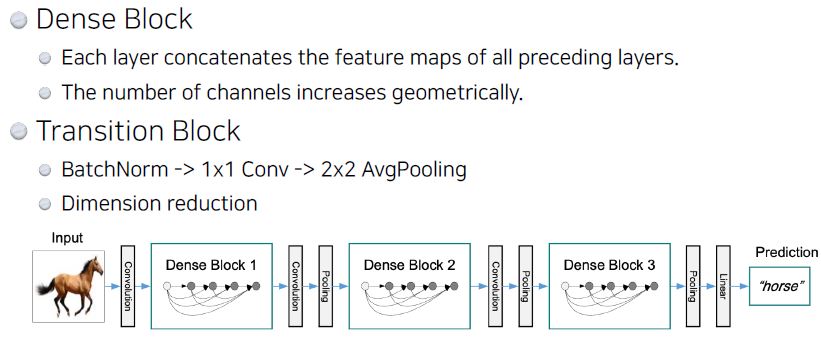 Dense Block
Each layer concatenates the feature maps of all preceding layers.
The number of channels increases geometrically.
Transition Block
BatchNorm -> 1x1 Conv -> 2x2 AvgPooling
Dimension reduction
Input
Convolution
Dense Block 1
Convolution
Pooling
Dense Block 2
Convolution
Pooling
Dense Block 3
Pooling
Linear
Prediction
"horse"